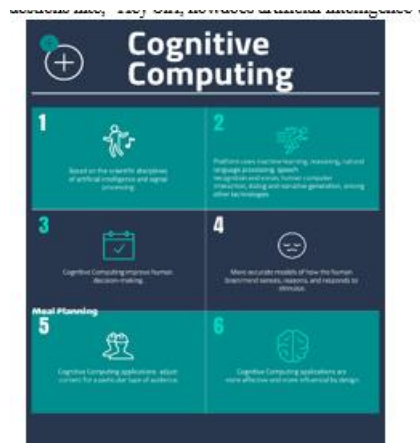 Cognitive
Computing
1
Based on the scientific disciplines
of artificial intelligence and signal
processing.
2
Platform uses machine learning, reasoning, natural
language processing, speech
recognition and vision, human computer
interaction, dialog and narrative generation, among
other technologies
3
Cognitive Computing improve human
decision-making.
4
More accurate models of how the human
brain/mind senses, reasons, and responds to
stimulus.
Meal Planning
5
Cognitive Computing applications adjust
content for a particular type of audience.
6
Cognitive Computing applications are
more effective and more influential by design.